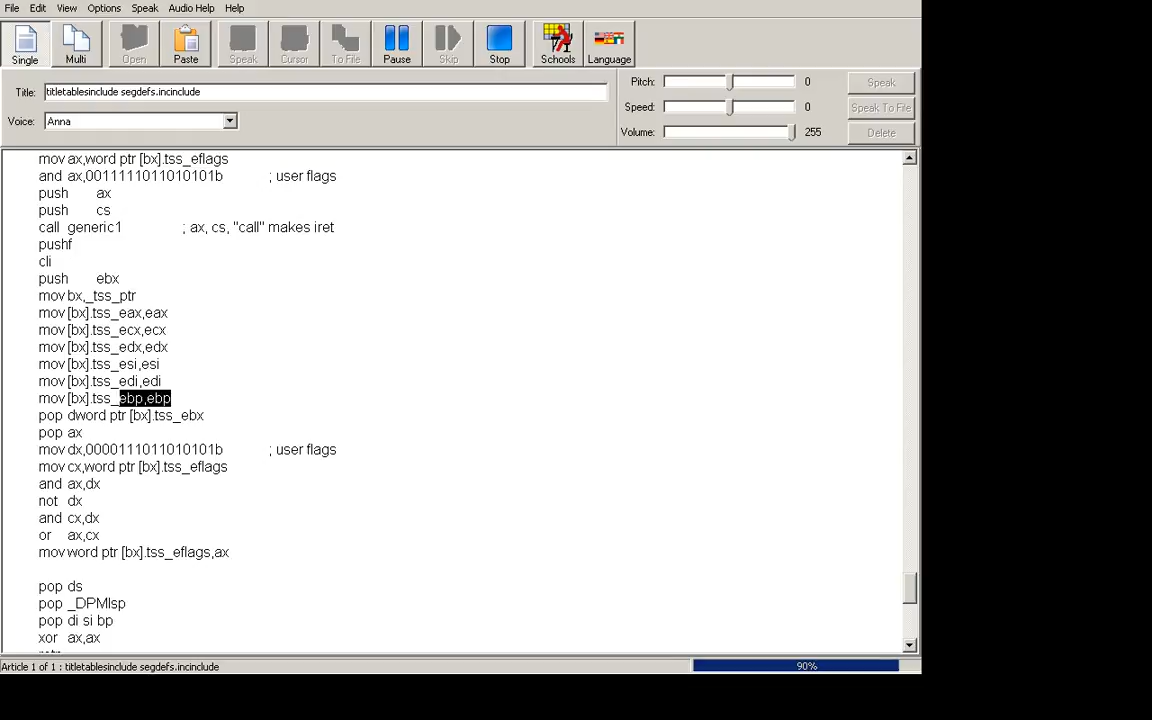 File Edit View Options Speak Audio Help Help
Single Multi Open Paste Speak Cursor To File Pause Skip Stop Schools Language
Title: titletablesinclude segdefs.incinclude
Voice: Anna
Pitch: 0 Speak
Speed: 0 Speak To File
Volume: 255 Delete
mov ax,word ptr [bx].tss_eflags
and ax,0011111011010101b ; user flags
push ax
push cs
call generic1 ; ax, cs, "call" makes iret
pushf
cli
push ebx
mov bx,_tss_ptr
mov [bx].tss_eax,eax
mov [bx].tss_ecx,ecx
mov [bx].tss_edx,edx
mov [bx].tss_esi,esi
mov [bx].tss_edi,edi
mov [bx].tss_ebp,ebp
pop dword ptr [bx].tss_ebx
pop ax
mov dx,0000111011010101b ; user flags
mov cx,word ptr [bx].tss_eflags
and ax,dx
not dx
and cx,dx
or ax,cx
mov word ptr [bx].tss_eflags,ax
pop ds
pop _DPMIsp
pop di si bp
xor ax,ax
Article 1 of 1 : titletablesinclude segdefs.incinclude 90%